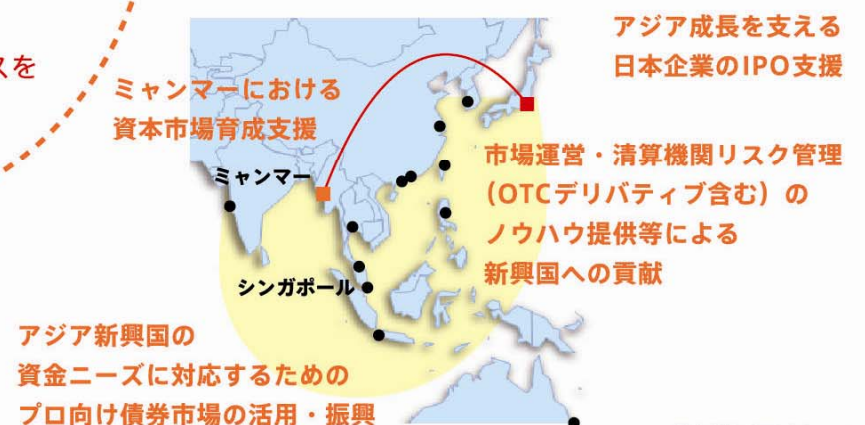 スを
アジア成長を支える
日本企業のIPO支援
ミャンマーにおける
資本市場育成支援
ミャンマー
市場運営・清算機関リスク管理
（OTCデリバティブ含む）の
ノウハウ提供等による
新興国への貢献
シンガポール
アジア新興国の
資金ニーズに対応するための
プロ向け債券市場の活用・振興